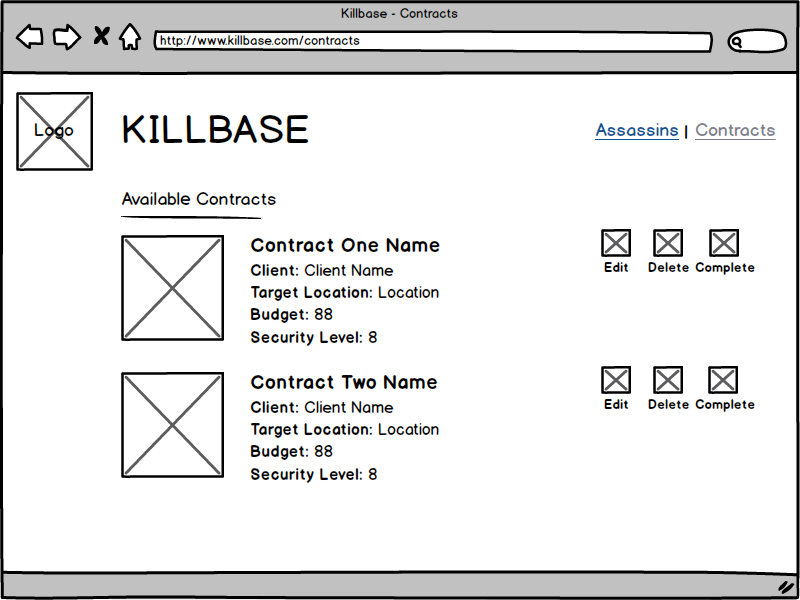 Killbase - Contracts
http://www.killbase.com/contracts
Logo
KILLBASE
Assassins | Contracts
Available Contracts
Contract One Name
Client: Client Name
Target Location: Location
Budget: 88
Security Level: 8
Edit Delete Complete
Contract Two Name
Client: Client Name
Target Location: Location
Budget: 88
Security Level: 8
Edit Delete Complete